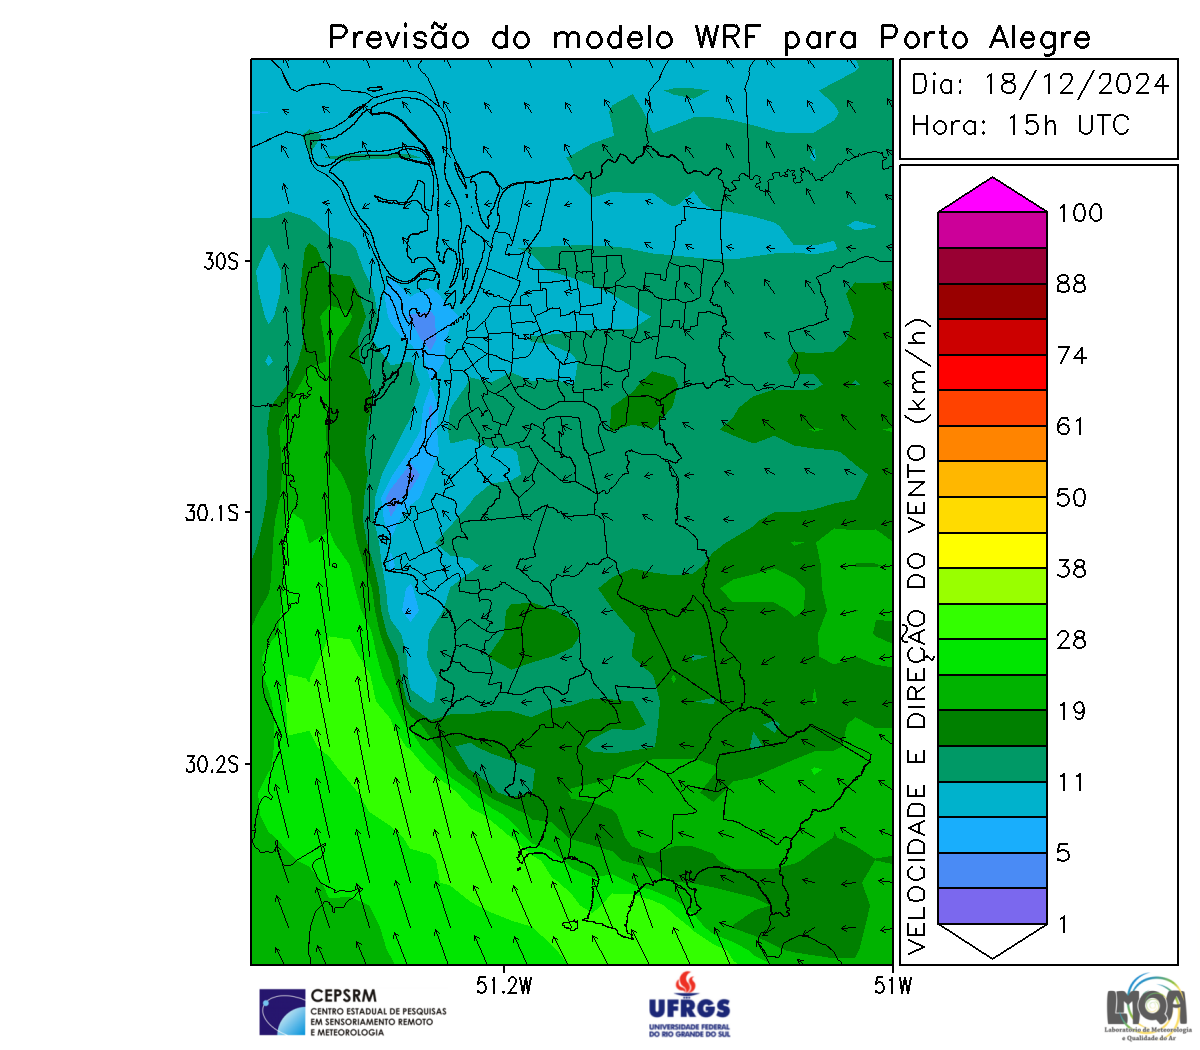 Previsão do modelo WRF para Porto Alegre
Dia: 18/12/2024
Hora: 15h UTC
30S
30.1S
30.2S
51.2W
51W
VELOCIDADE E DIREÇÃO DO VENTO (km/h)
100
88
74
61
50
38
28
19
11
5
1
CEPSRM
CENTRO ESTADUAL DE PESQUISAS
EM SENSORIAMENTO REMOTO
E METEOROLOGIA
UFRGS
UNIVERSIDADE FEDERAL
DO RIO GRANDE DO SUL
LMQA
Laboratório de Meteorologia
e Qualidade do Ar